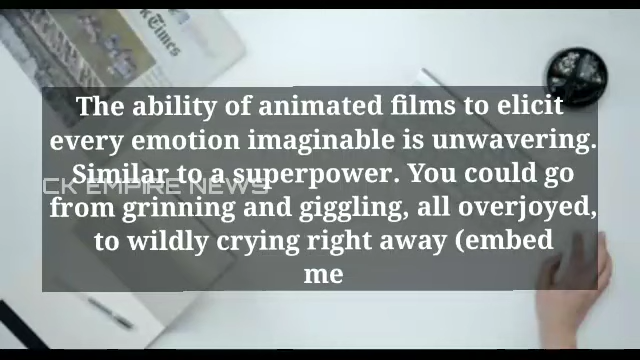 k Times
The ability of animated films to elicit
every emotion imaginable is unwavering.
Similar to a superpower. You could go
CK EMPIRE NEWS
from grinning and giggling, all overjoyed,
to wildly crying right away (embed
me